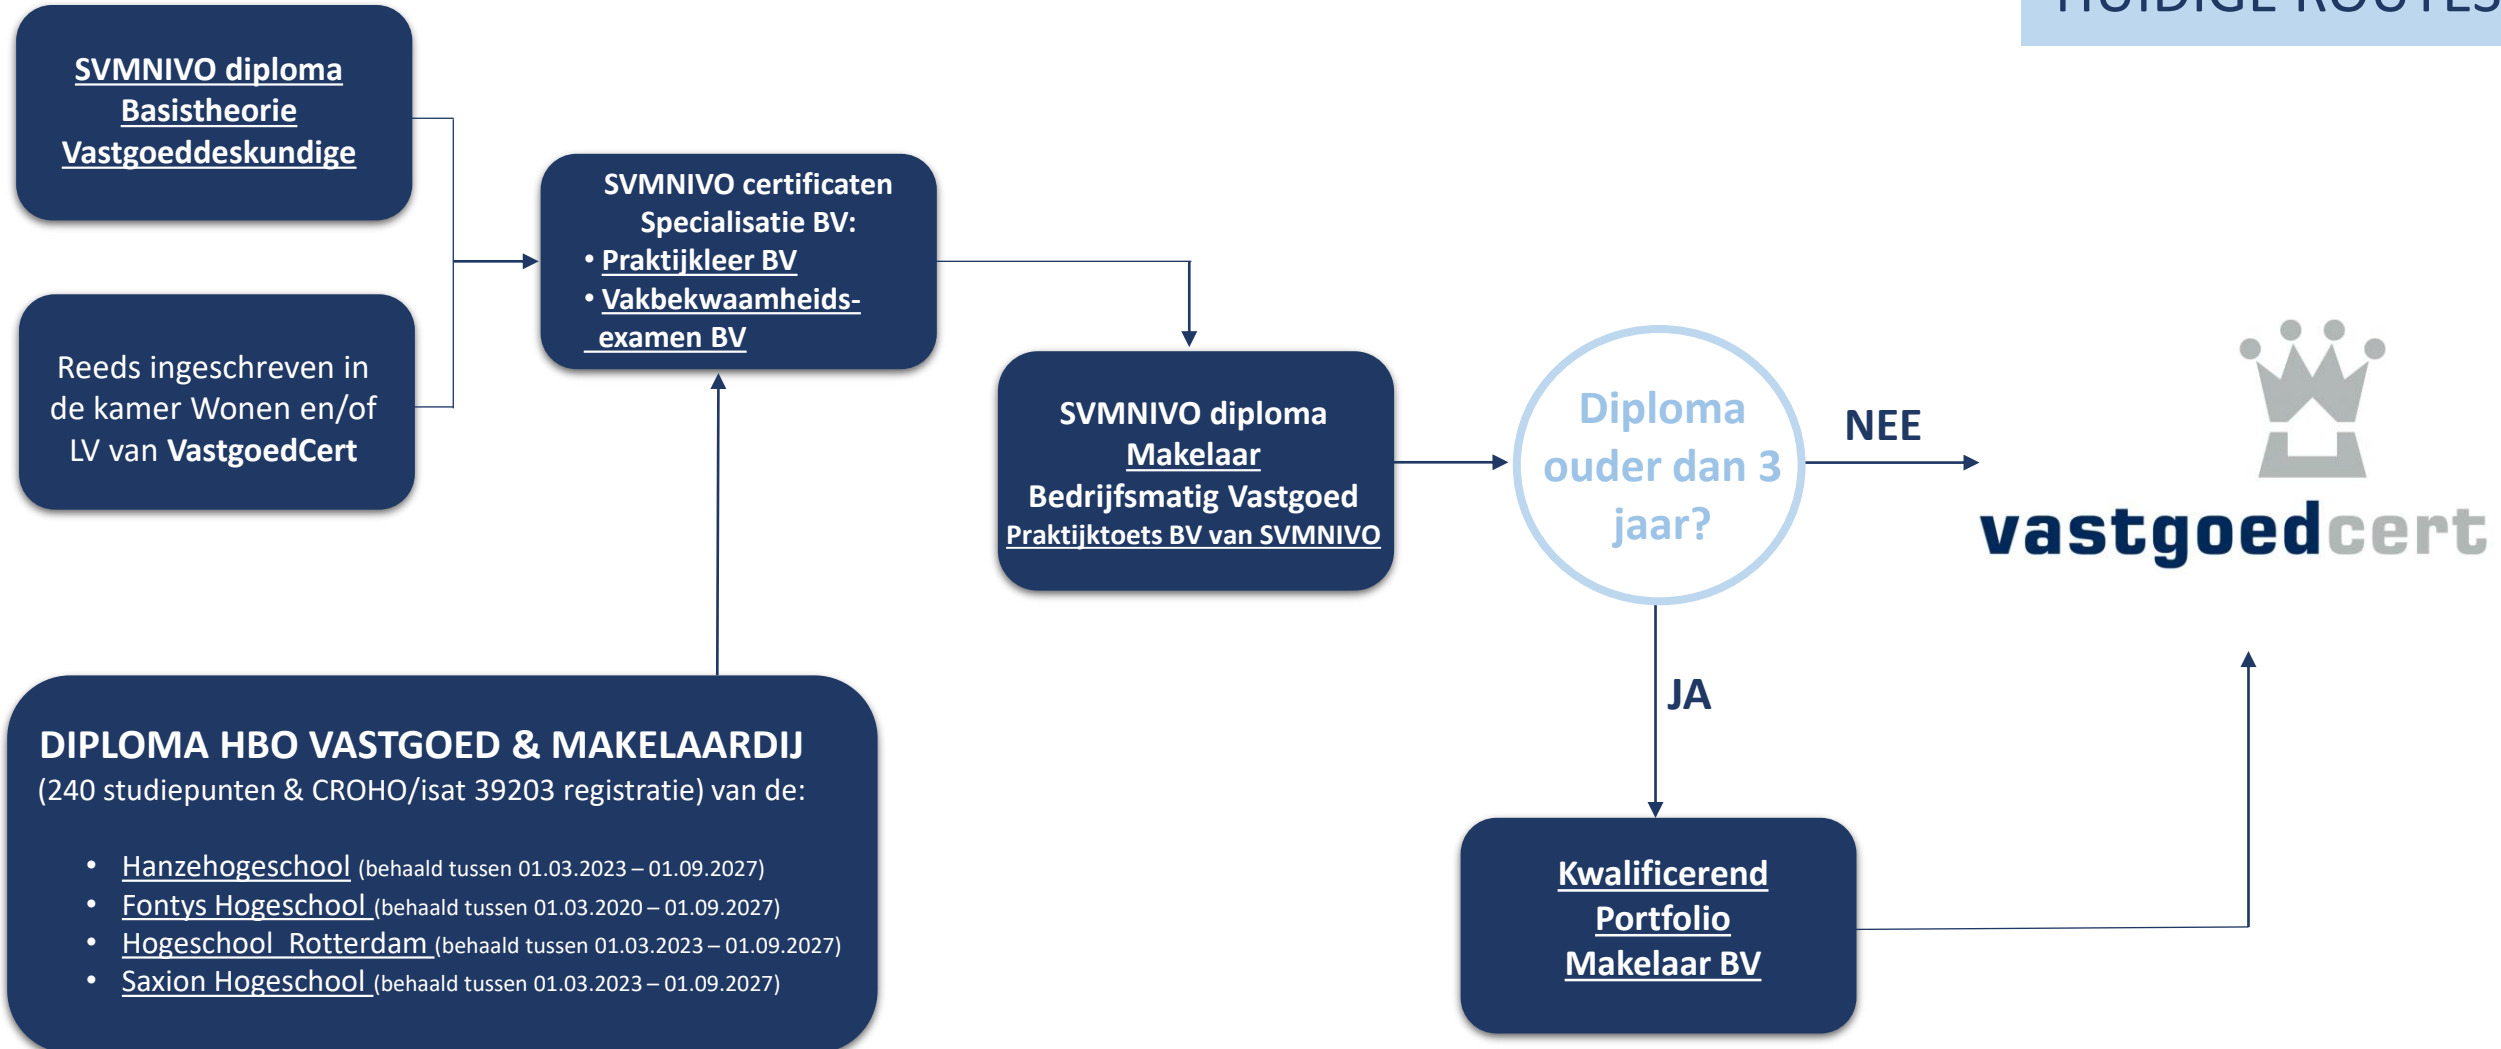 HUIDIGE ROUTES
SVMNIVO diploma
Basistheorie
Vastgoeddeskundige
Reeds ingeschreven in
de kamer Wonen en/of
LV van VastgoedCert
SVMNIVO certificaten
Specialisatie BV:
• Praktijkleer BV
• Vakbekwaamheids-
examen BV
DIPLOMA HBO VASTGOED & MAKELAARDIJ
(240 studiepunten & CROHO/isat 39203 registratie) van de:
• Hanzehogeschool (behaald tussen 01.03.2023 – 01.09.2027)
• Fontys Hogeschool (behaald tussen 01.03.2020 – 01.09.2027)
• Hogeschool Rotterdam (behaald tussen 01.03.2023 – 01.09.2027)
• Saxion Hogeschool (behaald tussen 01.03.2023 – 01.09.2027)
SVMNIVO diploma
Makelaar
Bedrijfsmatig Vastgoed
Praktijktoets BV van SVMNIVO
Diploma
ouder dan 3
jaar?
NEE
JA
Kwalificerend
Portfolio
Makelaar BV
vastgoedcert